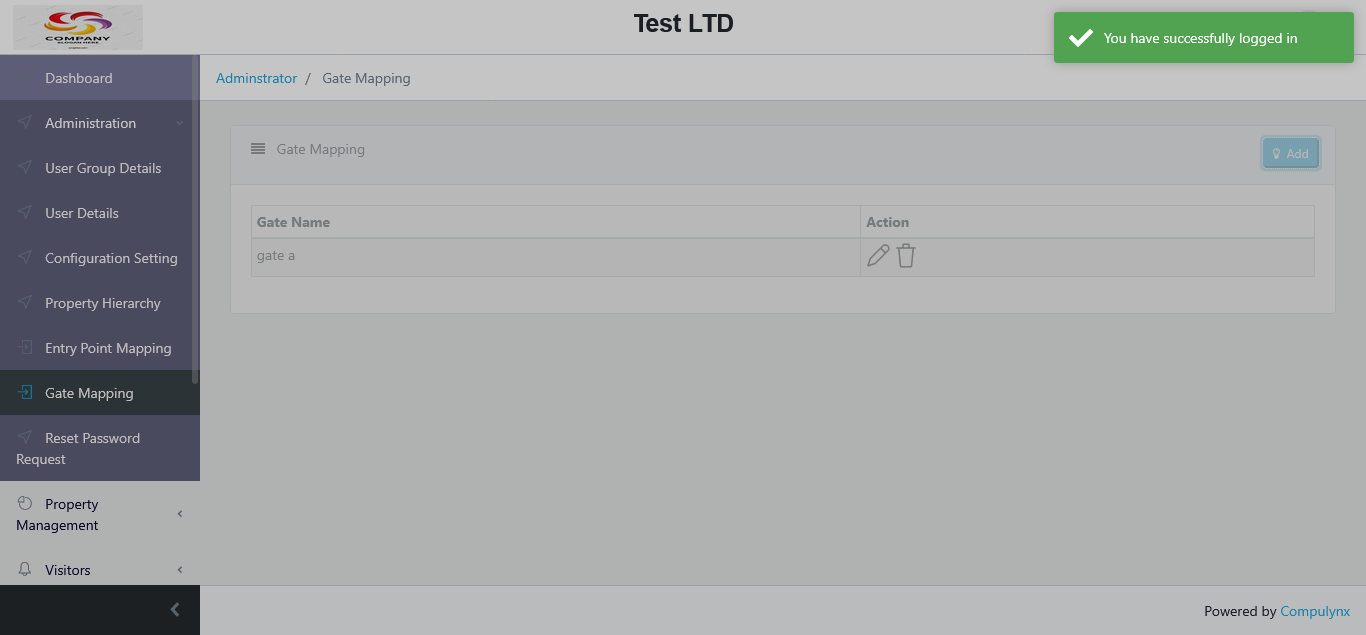 COMPANY
SLOGAN HERE
Test LTD
You have successfully logged in
Dashboard
Administration
User Group Details
User Details
Configuration Setting
Property Hierarchy
Entry Point Mapping
Gate Mapping
Reset Password
Request
Property
Management
Visitors
Adminstrator / Gate Mapping
Gate Mapping
Add
Gate Name Action
gate a
Powered by Compulynx